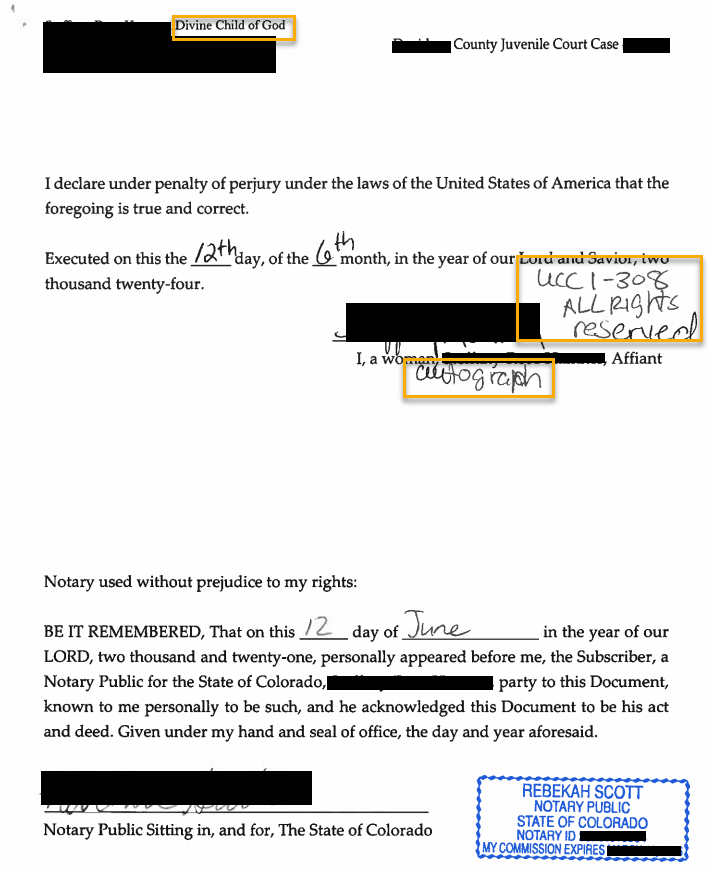 Divine Child of God
County Juvenile Court Case
I declare under penalty of perjury under the laws of the United States of America that the
foregoing is true and correct.
Executed on this the 12th day, of the 6th month, in the year of our Lord and Savior, two
thousand twenty-four.
UCC 1-308
ALL Rights
reserved
I, a woman, Affiant
autograph
Notary used without prejudice to my rights:
BE IT REMEMBERED, That on this 12 day of June in the year of our
LORD, two thousand and twenty-one, personally appeared before me, the Subscriber, a
Notary Public for the State of Colorado, party to this Document,
known to me personally to be such, and he acknowledged this Document to be his act
and deed. Given under my hand and seal of office, the day and year aforesaid.
Notary Public Sitting in, and for, The State of Colorado
REBEKAH SCOTT
NOTARY PUBLIC
STATE OF COLORADO
NOTARY ID
MY COMMISSION EXPIRES